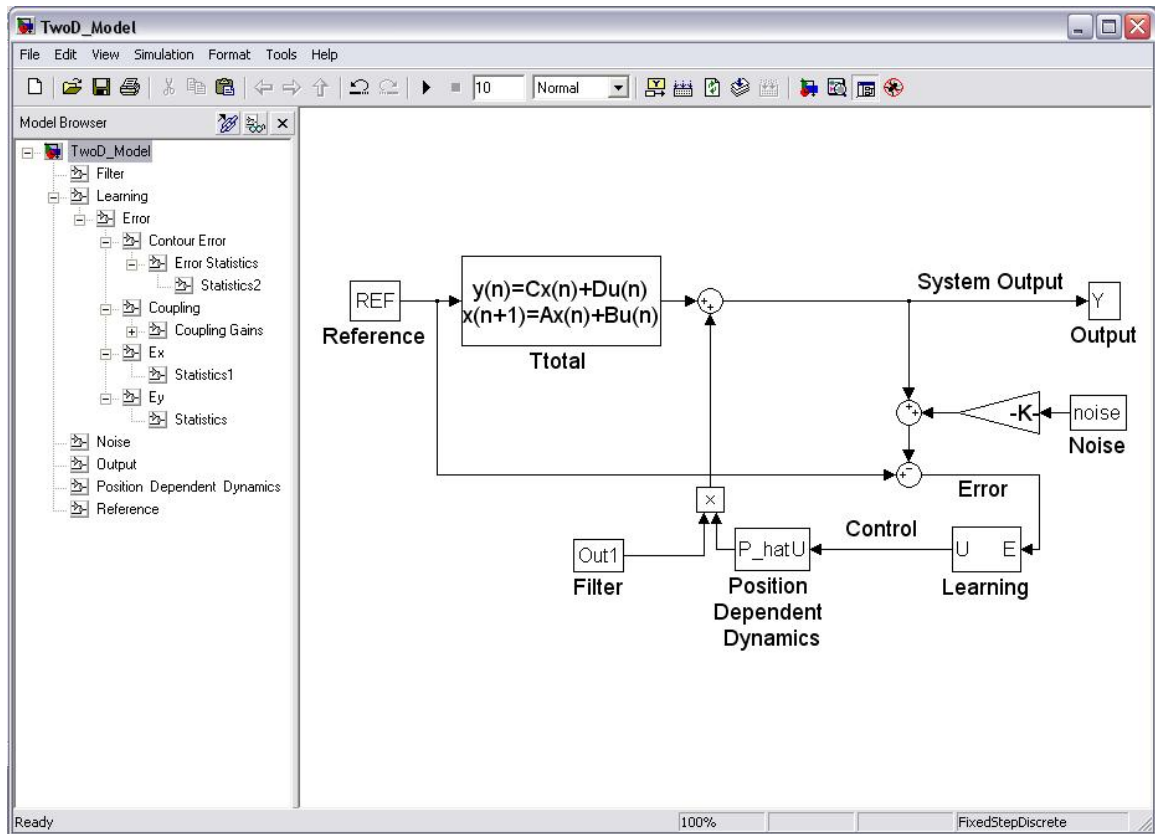 TwoD_Model
File Edit View Simulation Format Tools Help
10
Normal
Model Browser
TwoD_Model
Filter
Learning
Error
Contour Error
Error Statistics
Statistics2
Coupling
Coupling Gains
Ex
Statistics1
Ey
Statistics
Noise
Output
Position Dependent Dynamics
Reference
REF
Reference
y(n)=Cx(n)+Du(n)
x(n+1)=Ax(n)+Bu(n)
Ttotal
System Output
Y
Output
-K-
noise
Noise
Error
Control
Out1
Filter
P_hatU
Position
Dependent
Dynamics
U E
Learning
Ready
100%
FixedStepDiscrete